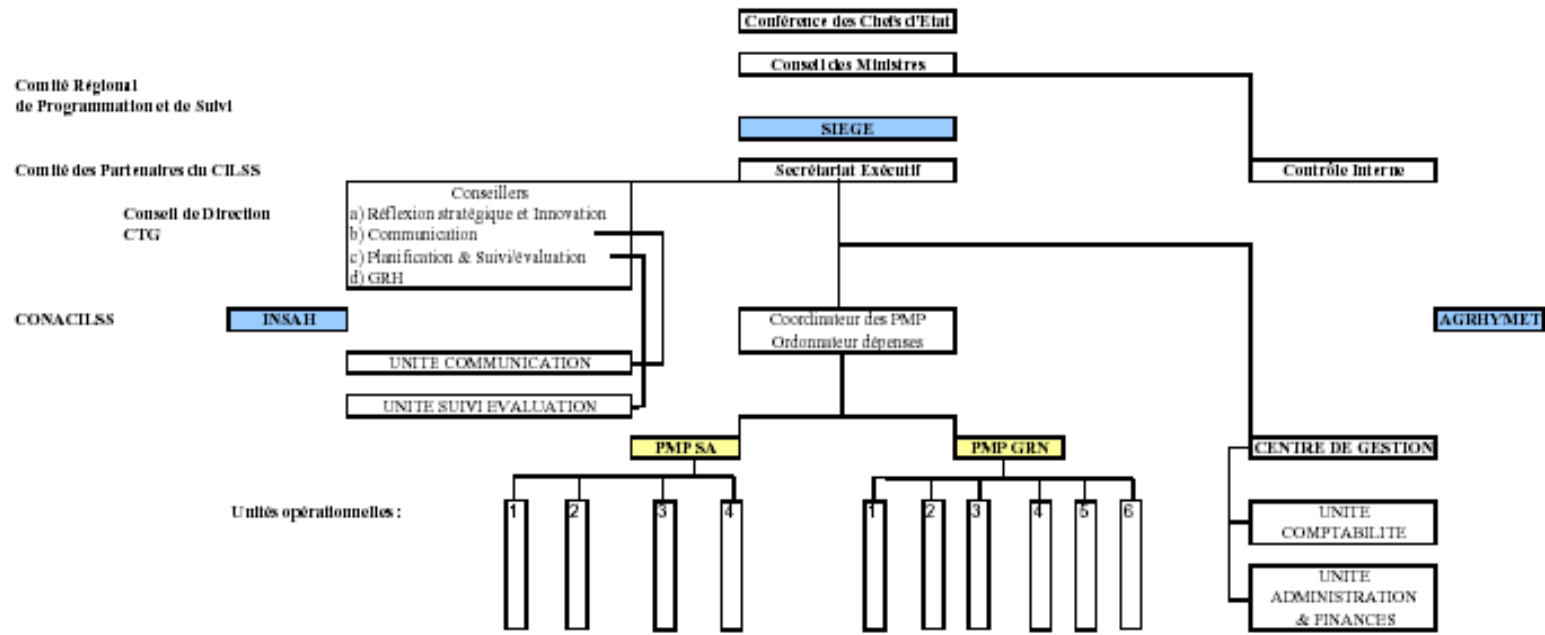 Conférence des Chefs d'Etat
Conseil des Ministres
Comité Régional
de Programmation et de Suivi
SIEGE
Comité des Partenaires du CILSS
Secrétariat Exécutif
Contrôle Interne
Conseillers
a) Réflexion stratégique et Innovation
b) Communication
c) Planification & Suivi/évaluation
d) GRH
Conseil de Direction
CTG
CONACILSS
INSAH
Coordinateur des PMP
Ordonnateur dépenses
AGRHYMET
UNITE COMMUNICATION
UNITE SUIVI EVALUATION
PMP SA
PMP GRN
CENTRE DE GESTION
Unités opérationnelles :
1 2 3 4
1 2 3 4 5 6
UNITE
COMPTABILITE
UNITE
ADMINISTRATION
& FINANCES